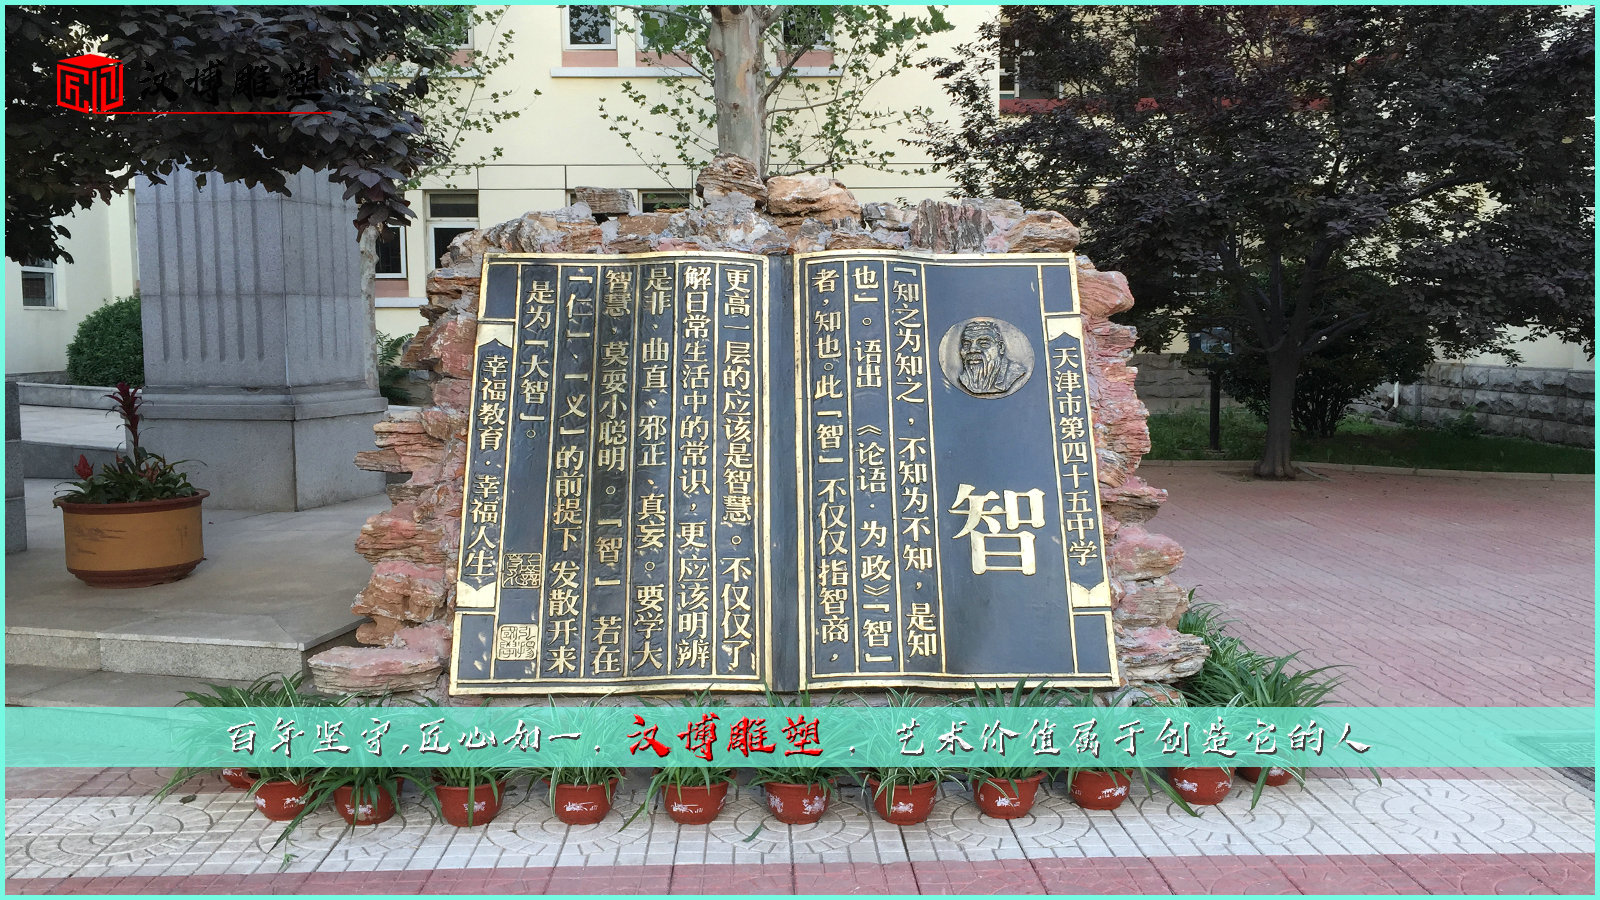 汉博雕塑
天津市第四十五中学
智
「知之为知之，不知为不知，是知
也」。语出《论语·为政》「智」
者，知也。此「智」不仅仅指智商，
更高一层的应该是智慧。不仅仅了
解日常生活中的常识，更应该明辨
是非、曲直、邪正、真妄。要学大
智慧、莫耍小聪明。「智」若在
「仁」、「义」的前提下发散开来
是为「大智」。
幸福教育·幸福人生
百年坚守,匠心如一.汉博雕塑.艺术价值属于创造它的人